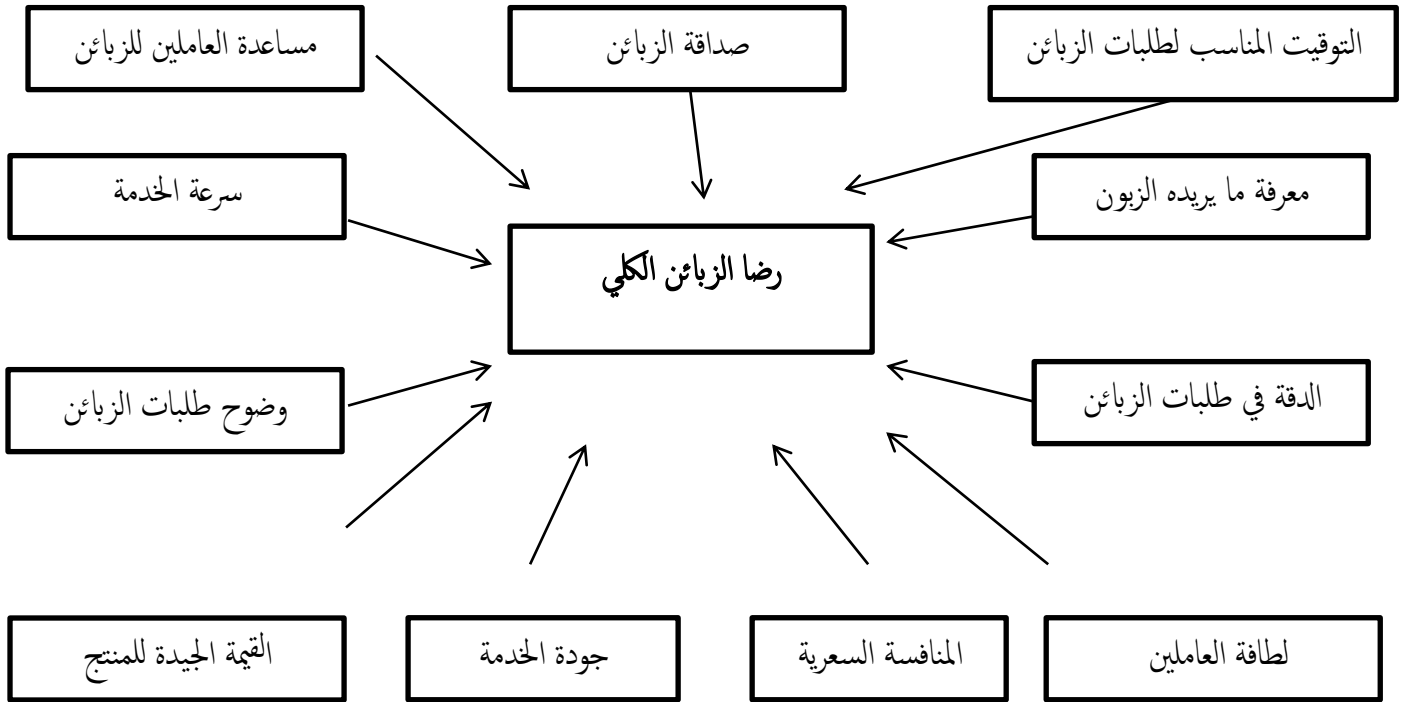 التوقيت المناسب لطلبات الزبائن
صداقة الزبائن
مساعدة العاملين للزبائن
معرفة ما يريده الزبون
سرعة الخدمة
رضا الزبائن الكلي
الدقة في طلبات الزبائن
وضوح طلبات الزبائن
لطافة العاملين
المنافسة السعرية
جودة الخدمة
القيمة الجيدة للمنتج